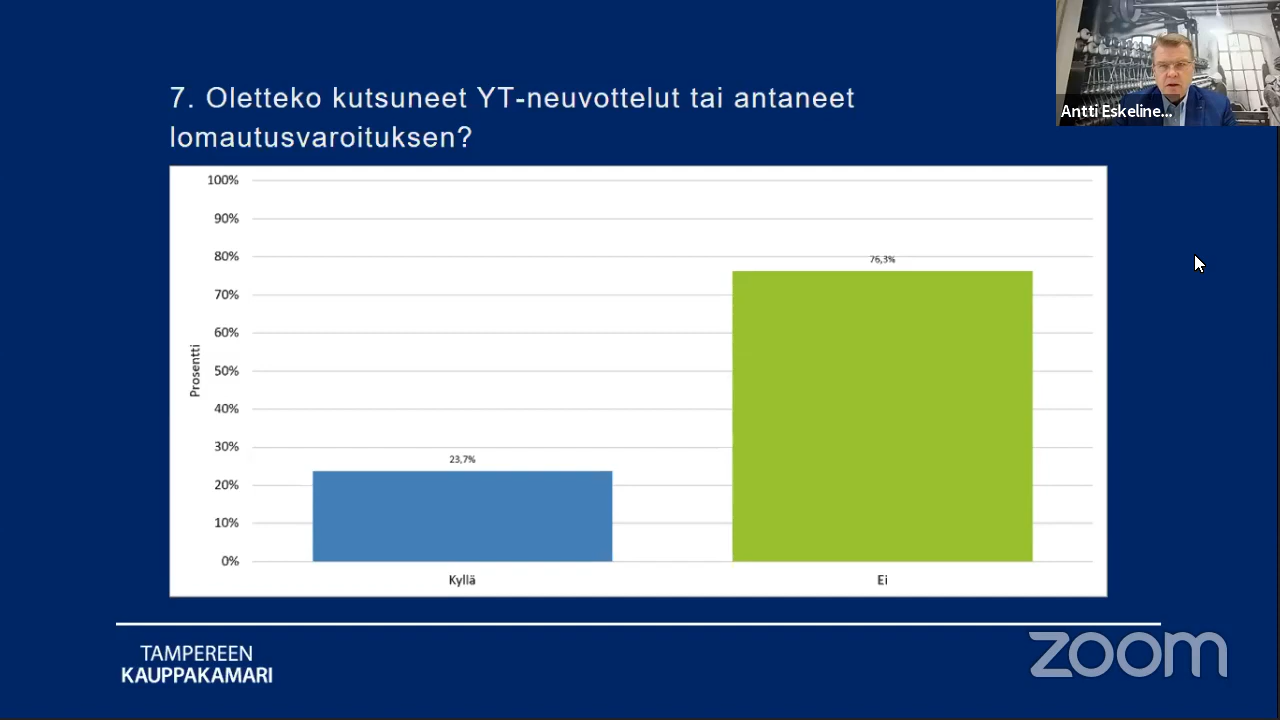 7. Oletteko kutsuneet YT-neuvottelut tai antaneet
lomautusvaroituksen?
Antti Eskeline...
100%
90%
80%
70%
60%
50%
40%
30%
20%
10%
0%
Prosentti
23,7%
76,3%
Kyllä
Ei
TAMPEREEN
KAUPPAKAMARI
zoom